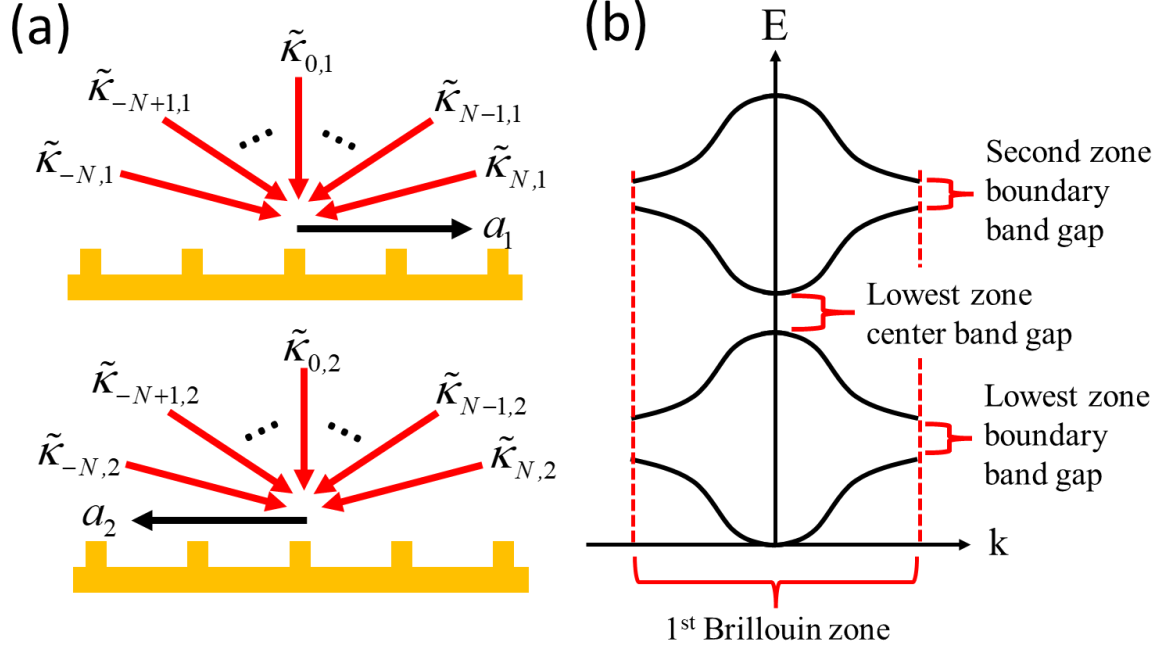 (a)
κ̃₀,₁
κ̃₋N₊₁,₁
κ̃N₋₁,₁
κ̃₋N,₁
κ̃N,₁
a₁
κ̃₀,₂
κ̃₋N₊₁,₂
κ̃N₋₁,₂
κ̃₋N,₂
κ̃N,₂
a₂
(b)
E
Second zone
boundary
band gap
Lowest zone
center band gap
Lowest zone
boundary
band gap
k
1ˢᵗ Brillouin zone